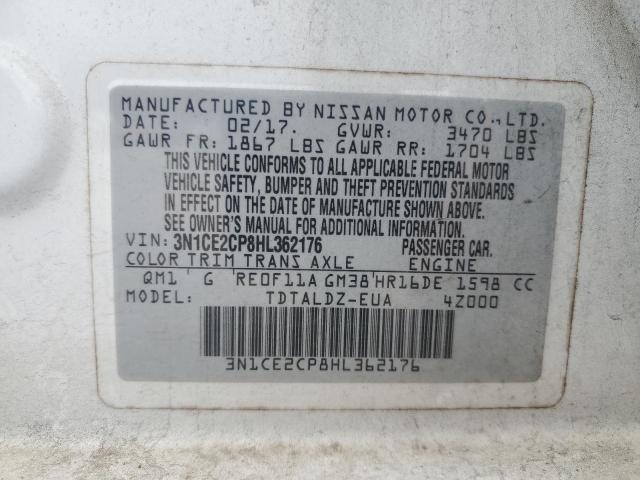 MANUFACTURED BY NISSAN MOTOR CO.,LTD.
DATE: 02/17. GVWR: 3470 LBS
GAWR FR: 1867 LBS GAWR RR: 1704 LBS
THIS VEHICLE CONFORMS TO ALL APPLICABLE FEDERAL MOTOR
VEHICLE SAFETY, BUMPER AND THEFT PREVENTION STANDARDS
IN EFFECT ON THE DATE OF MANUFACTURE SHOWN ABOVE.
SEE OWNER'S MANUAL FOR ADDITIONAL INFORMATION.
VIN: 3N1CE2CP8HL362176 PASSENGER CAR.
COLOR TRIM TRANS AXLE ENGINE
QM1 G RE0F11A GM38 HR16DE 1598 CC
MODEL: TDTALDZ-EUA 4Z000
3N1CE2CP8HL362176